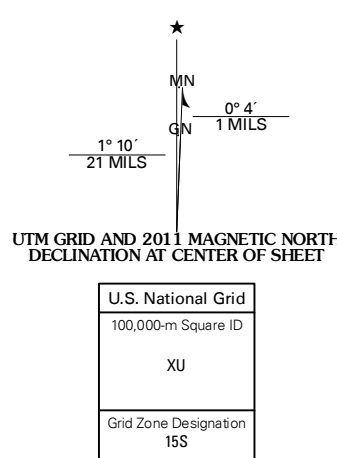 ★
MN
0° 4´
1 MILS
GN
1° 10´
21 MILS
UTM GRID AND 2011 MAGNETIC NORTH
DECLINATION AT CENTER OF SHEET
U.S. National Grid
100,000-m Square ID
XU
Grid Zone Designation
15S